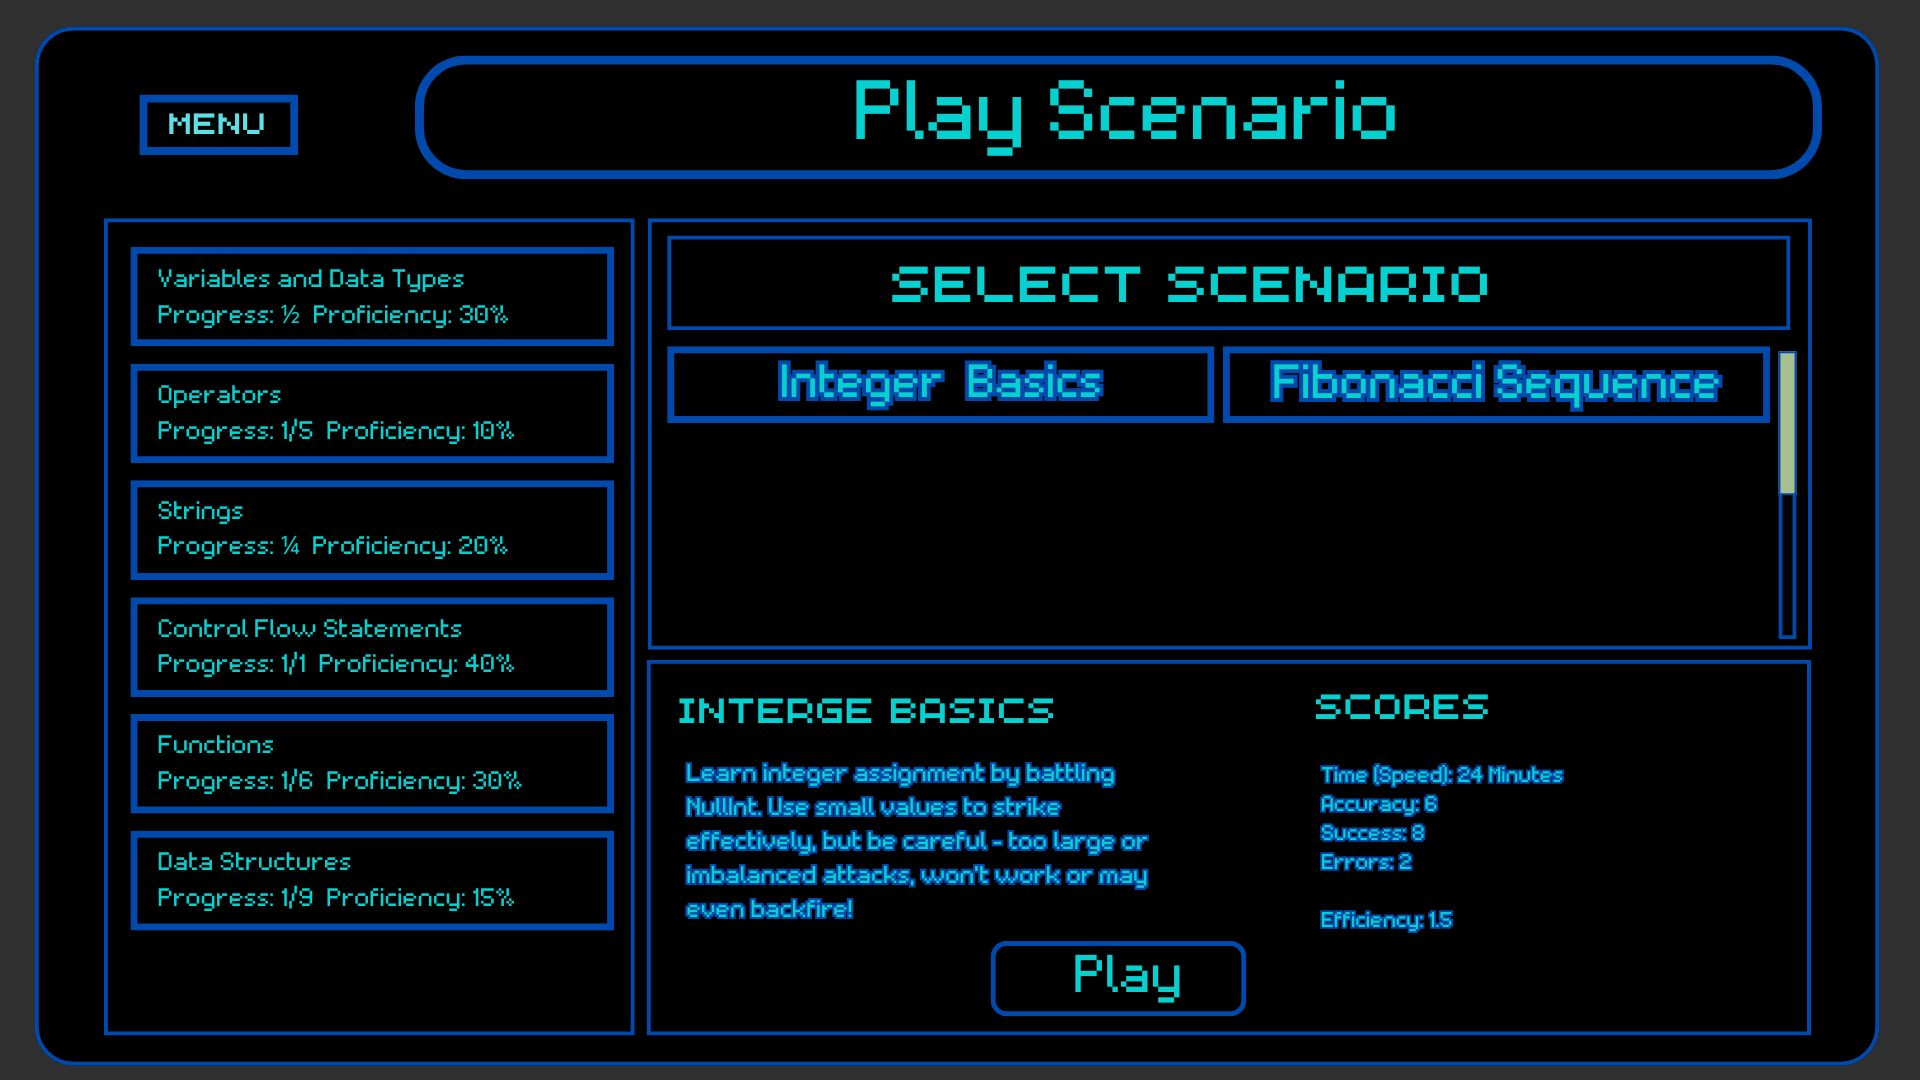 MENU
Play Scenario
Variables and Data Types
Progress: ½ Proficiency: 30%
Operators
Progress: 1/5 Proficiency: 10%
Strings
Progress: ¼ Proficiency: 20%
Control Flow Statements
Progress: 1/1 Proficiency: 40%
Functions
Progress: 1/6 Proficiency: 30%
Data Structures
Progress: 1/9 Proficiency: 15%
SELECT SCENARIO
Integer Basics
Fibonacci Sequence
INTERGE BASICS
Learn integer assignment by battling
NullInt. Use small values to strike
effectively, but be careful - too large or
imbalanced attacks, won't work or may
even backfire!
SCORES
Time (Speed): 24 Minutes
Accuracy: 6
Success: 8
Errors: 2
Efficiency: 1.5
Play